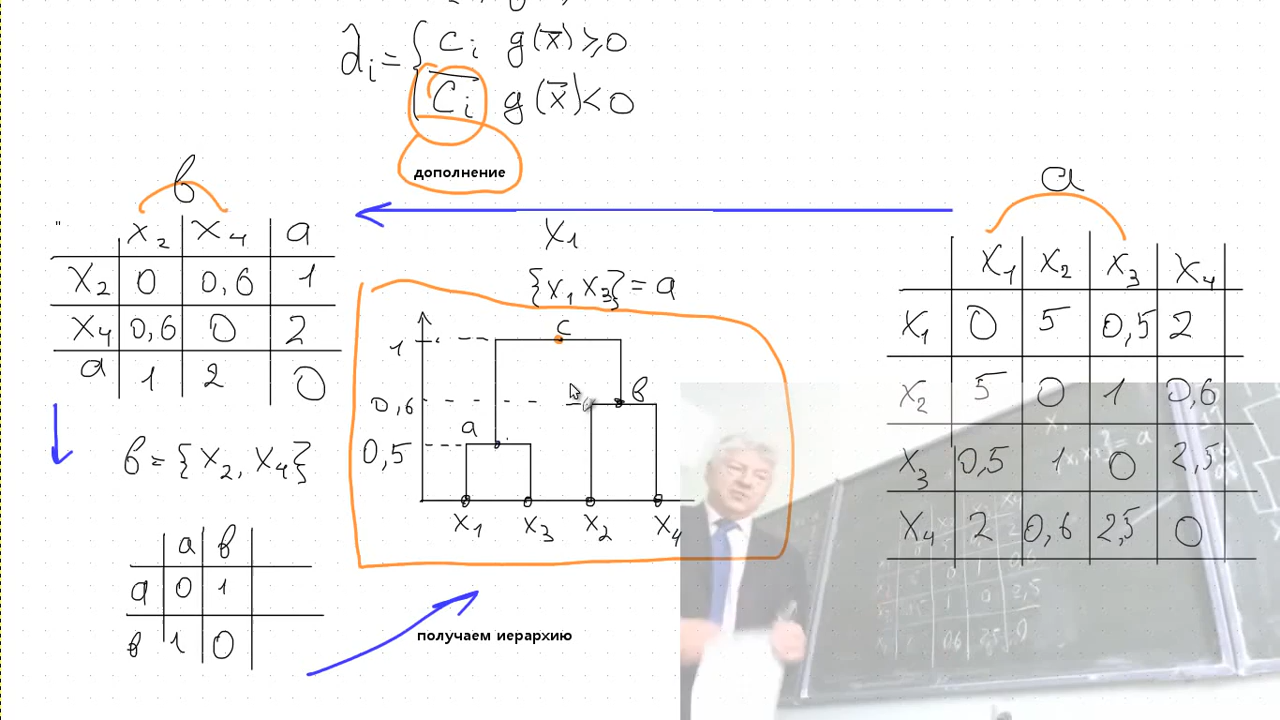 λi = { Ci g(x̄) ≥ 0
C̅i g(x̄) < 0
дополнение
в
"
x2 x4 a
x2 0 0,6 1
x4 0,6 0 2
a 1 2 0
в = {x2, x4}
a в
a 0 1
в 1 0
x1
{x1 x3} = a
c
1
0,6
в
a
0,5
x1 x3 x2 x4
получаем иерархию
a
x1 x2 x3 x4
x1 0 5 0,5 2
x2 5 0 1 0,6
x3 0,5 1 0 2,5
x4 2 0,6 2,5 0